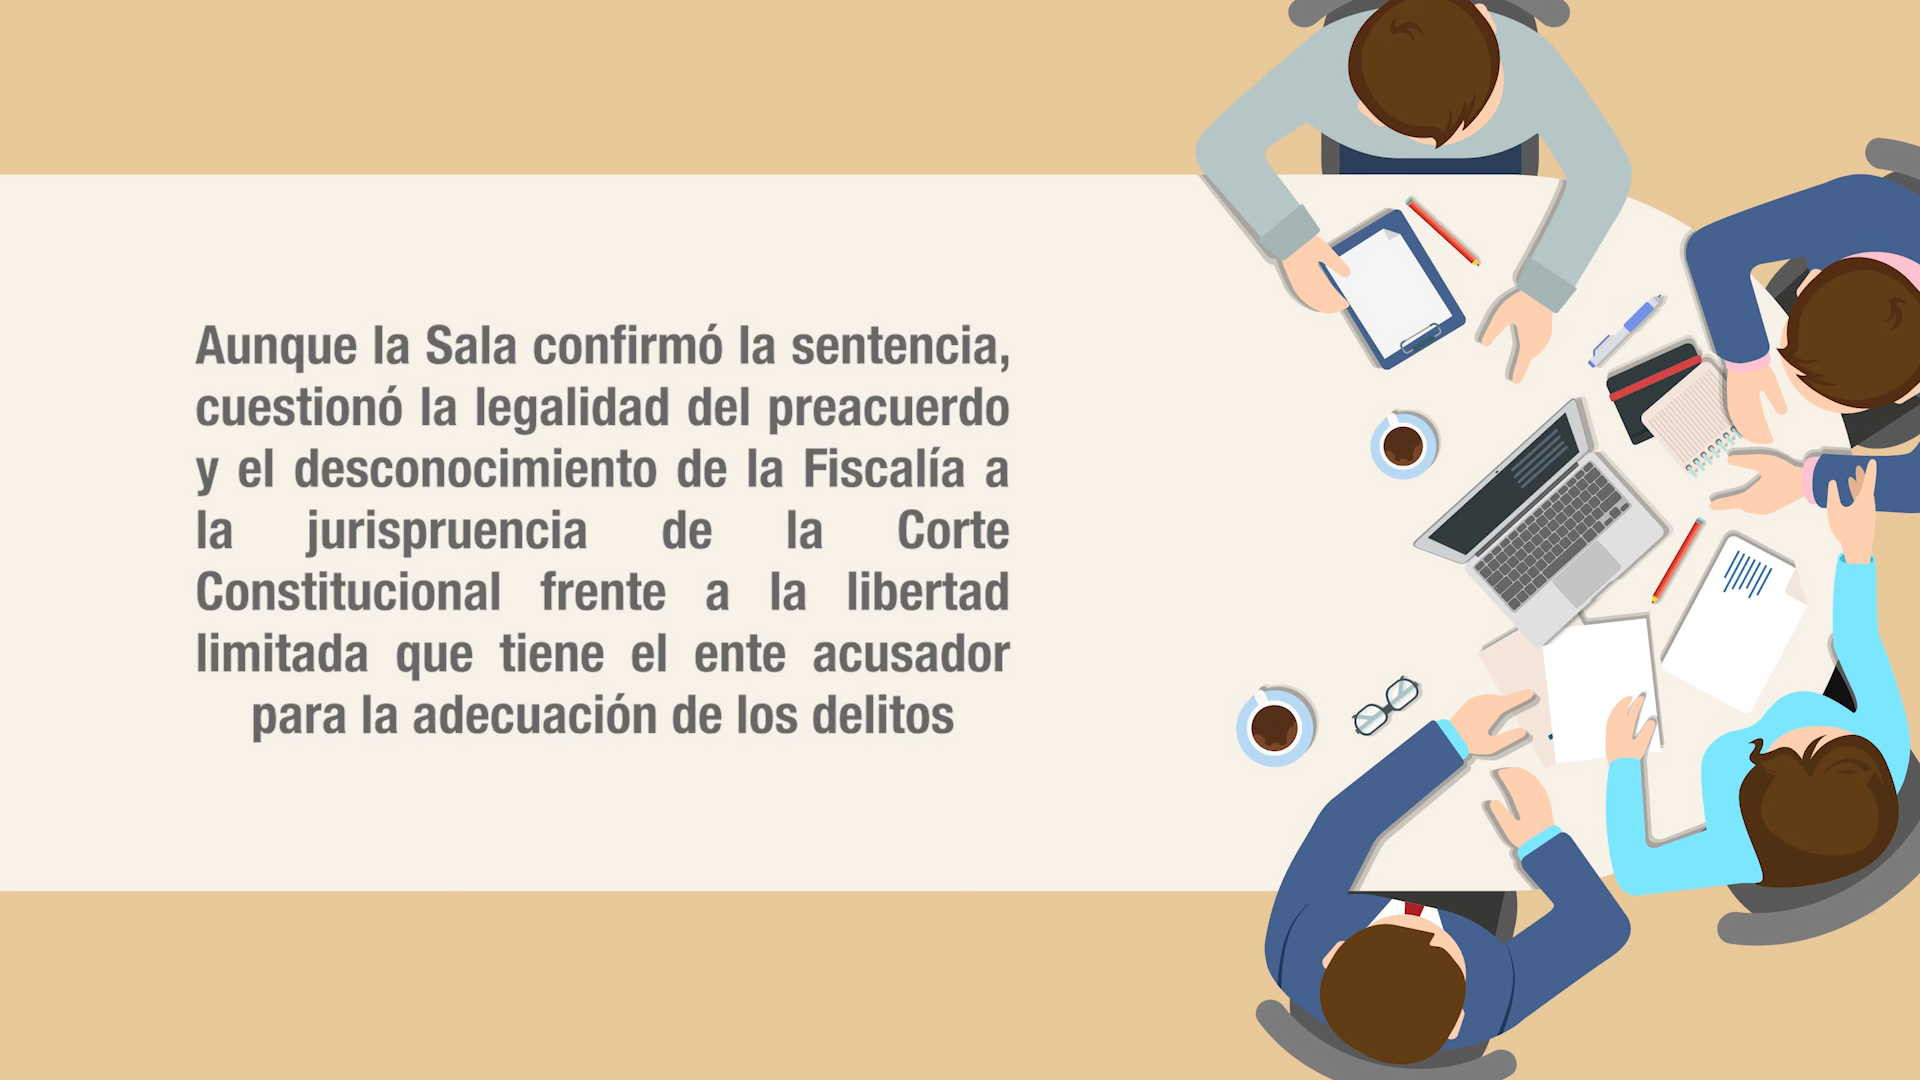 Aunque la Sala confirmó la sentencia,
cuestionó la legalidad del preacuerdo
y el desconocimiento de la Fiscalía a
la jurispruencia de la Corte
Constitucional frente a la libertad
limitada que tiene el ente acusador
para la adecuación de los delitos